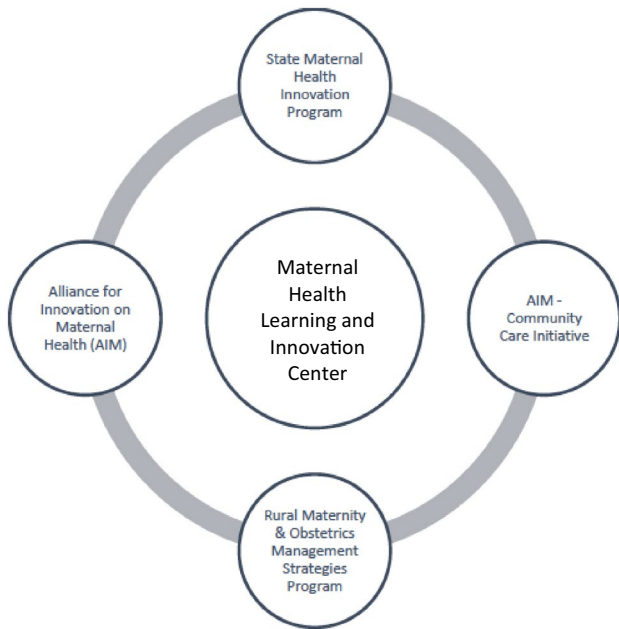 State Maternal
Health
Innovation
Program
Maternal
Health
Learning and
Innovation
Center
Alliance for
Innovation on
Maternal
Health (AIM)
AIM -
Community
Care Initiative
Rural Maternity
& Obstetrics
Management
Strategies
Program